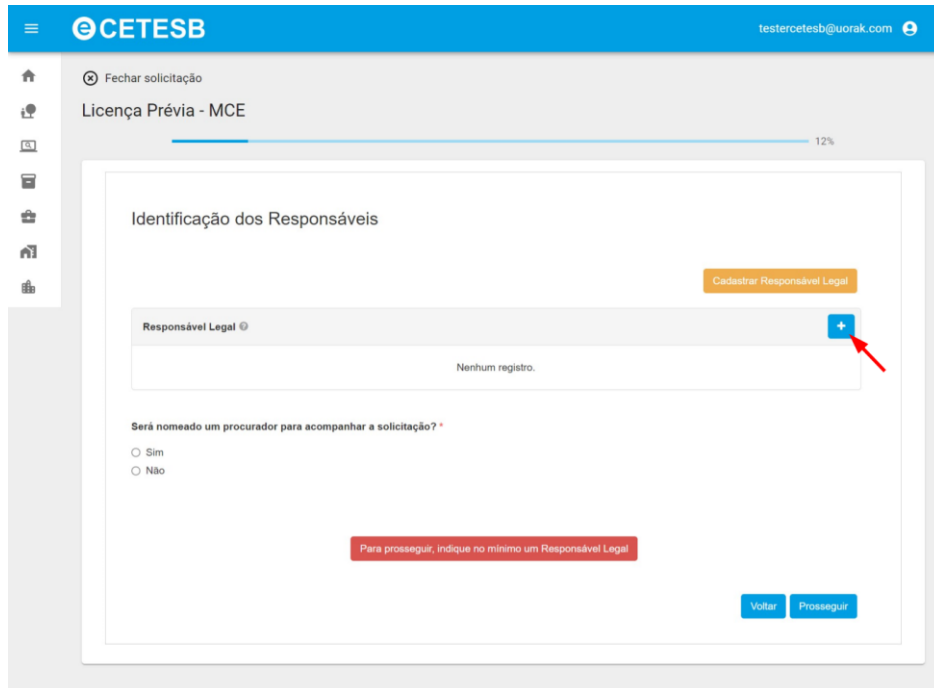 eCETESB
testercetesb@uorak.com
Fechar solicitação
Licença Prévia - MCE
12%
Identificação dos Responsáveis
Cadastrar Responsável Legal
Responsável Legal
+
Nenhum registro.
Será nomeado um procurador para acompanhar a solicitação? *
Sim
Não
Para prosseguir, indique no mínimo um Responsável Legal
Voltar Prosseguir